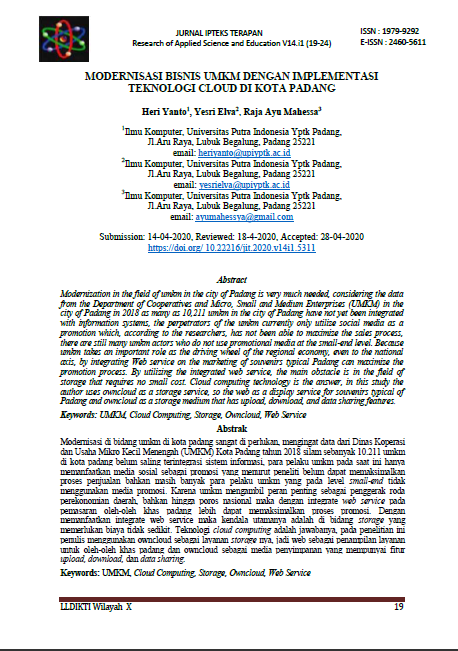 JURNAL IPTEKS TERAPAN
Research of Applied Science and Education V14.i1 (19-24)
ISSN : 1979-9292
E-ISSN : 2460-5611
MODERNISASI BISNIS UMKM DENGAN IMPLEMENTASI
TEKNOLOGI CLOUD DI KOTA PADANG
Heri Yanto1, Yesri Elva2, Raja Ayu Mahessa3
1Ilmu Komputer, Universitas Putra Indonesia Yptk Padang,
Jl.Aru Raya, Lubuk Begalung, Padang 25221
email: heriyanto@upiyptk.ac.id
2Ilmu Komputer, Universitas Putra Indonesia Yptk Padang,
Jl.Aru Raya, Lubuk Begalung, Padang 25221
email: yesrielva@upiyptk.ac.id
3Ilmu Komputer, Universitas Putra Indonesia Yptk Padang,
Jl.Aru Raya, Lubuk Begalung, Padang 25221
email: ayumahessya@gmail.com
Submission: 14-04-2020, Reviewed: 18-4-2020, Accepted: 28-04-2020
https://doi.org/ 10.22216/jit.2020.v14i1.5311
Abstract
Modernization in the field of umkm in the city of Padang is very much needed, considering the data
from the Department of Cooperatives and Micro, Small and Medium Enterprises (UMKM) in the
city of Padang in 2018 as many as 10,211 umkm in the city of Padang have not yet been integrated
with information systems, the perpetrators of the umkm currently only utilise social media as a
promotion which, according to the researchers, has not been able to maximize the sales process,
there are still many umkm actors who do not use promotional media at the small-end level. Because
umkm takes an important role as the driving wheel of the regional economy, even to the national
axis, by integrating Web service on the marketing of souvenirs typical of Padang can maximise the
promotion process. By utilising the integrated web service, the main obstacle is in the field of
storage that requires no small cost. Cloud computing technology is the answer, in this study the
author uses owncloud as a storage service, so the web as a display service for souvenirs typical of
Padang and owncloud as a storage medium that has upload, download, and data sharing features.
Keywords: UMKM, Cloud Computing, Storage, Owncloud, Web Service
Abstrak
Modernisasi di bidang umkm di kota padang sangat di perlukan, mengingat data dari Dinas Koperasi
dan Usaha Mikro Kecil Menengah (UMKM) Kota Padang tahun 2018 silam sebanyak 10.211 umkm
di kota padang belum saling terintegrasi sistem informasi, para pelaku umkm pada saat ini hanya
memanfaatkan media sosial sebagai promosi yang menurut peneliti belum dapat memaksimalkan
proses penjualan bahkan masih banyak para pelaku umkm yang pada level small-end tidak
menggunakan media promosi. Karena umkm mengambil peran penting sebagai penggerak roda
perekonomian daerah, bahkan hingga poros nasional maka dengan integrate web service pada
pemasaran oleh-oleh khas padang lebih dapat memaksimalkan proses promosi. Dengan
memanfaatkan integrate web service maka kendala utamanya adalah di bidang storage yang
memerlukan biaya tidak sedikit. Teknologi cloud computing adalah jawabanya, pada penelitian ini
penulis menggunakan owncloud sebagai layanan storage nya, jadi web sebagai penampilan layanan
untuk oleh-oleh khas padang dan owncloud sebagai media penyimpanan yang mempunyai fitur
upload, download, dan data sharing.
Keywords: UMKM, Cloud Computing, Storage, Owncloud, Web Service
LLDIKTI Wilayah X
19